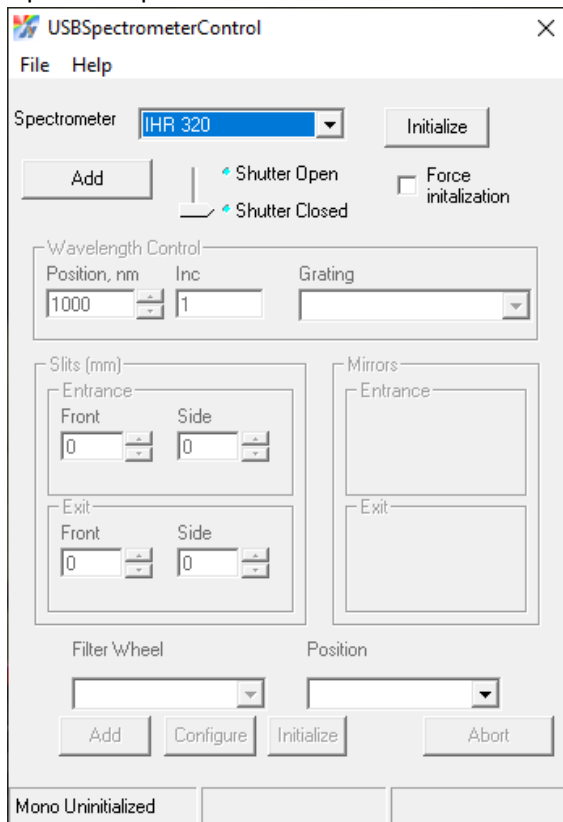 USBSpectrometerControl
File Help
Spectrometer IHR 320 Initialize
Add Shutter Open Force
initalization
Shutter Closed
Wavelength Control
Position, nm Inc Grating
1000 1
Slits (mm) Mirrors
Entrance Entrance
Front Side
0 0
Exit Exit
Front Side
0 0
Filter Wheel Position
Add Configure Initialize Abort
Mono Uninitialized